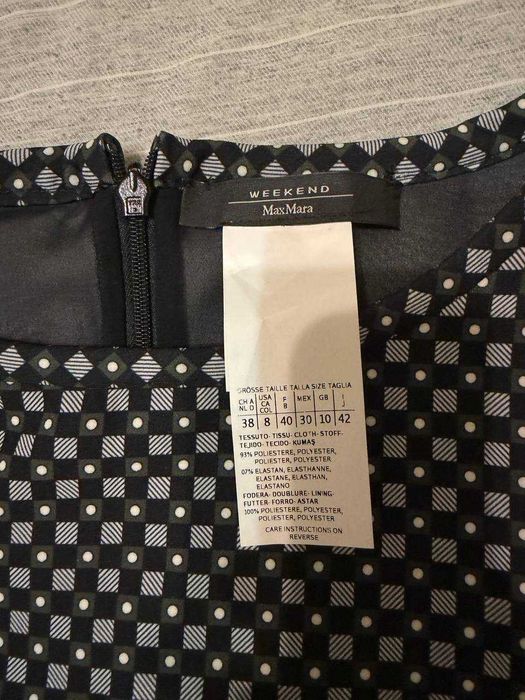 WEEKEND
MaxMara
GRÖSSE TAILLE TALLA SIZE TAGLIA
CH A NL D USA CA COL F B MEX GB I J
38 8 40 30 10 42
TESSUTO- TISSU- CLOTH- STOFF-
TEJIDO- TECIDO- KUMAŞ
93% POLIESTERE, POLYESTER,
POLIESTER, POLYESTER
07% ELASTAN, ELASTHANNE,
ELASTANE, ELASTHAN,
ELASTANO
FODERA- DOUBLURE- LINING-
FUTTER- FORRO- ASTAR
100% POLIESTERE, POLYESTER,
POLIESTER, POLYESTER
CARE INSTRUCTIONS ON
REVERSE